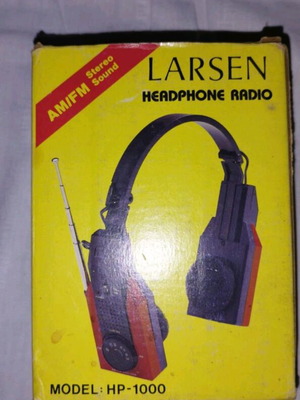 AM/FM Stereo
Sound
LARSEN
HEADPHONE RADIO
MODEL: HP-1000